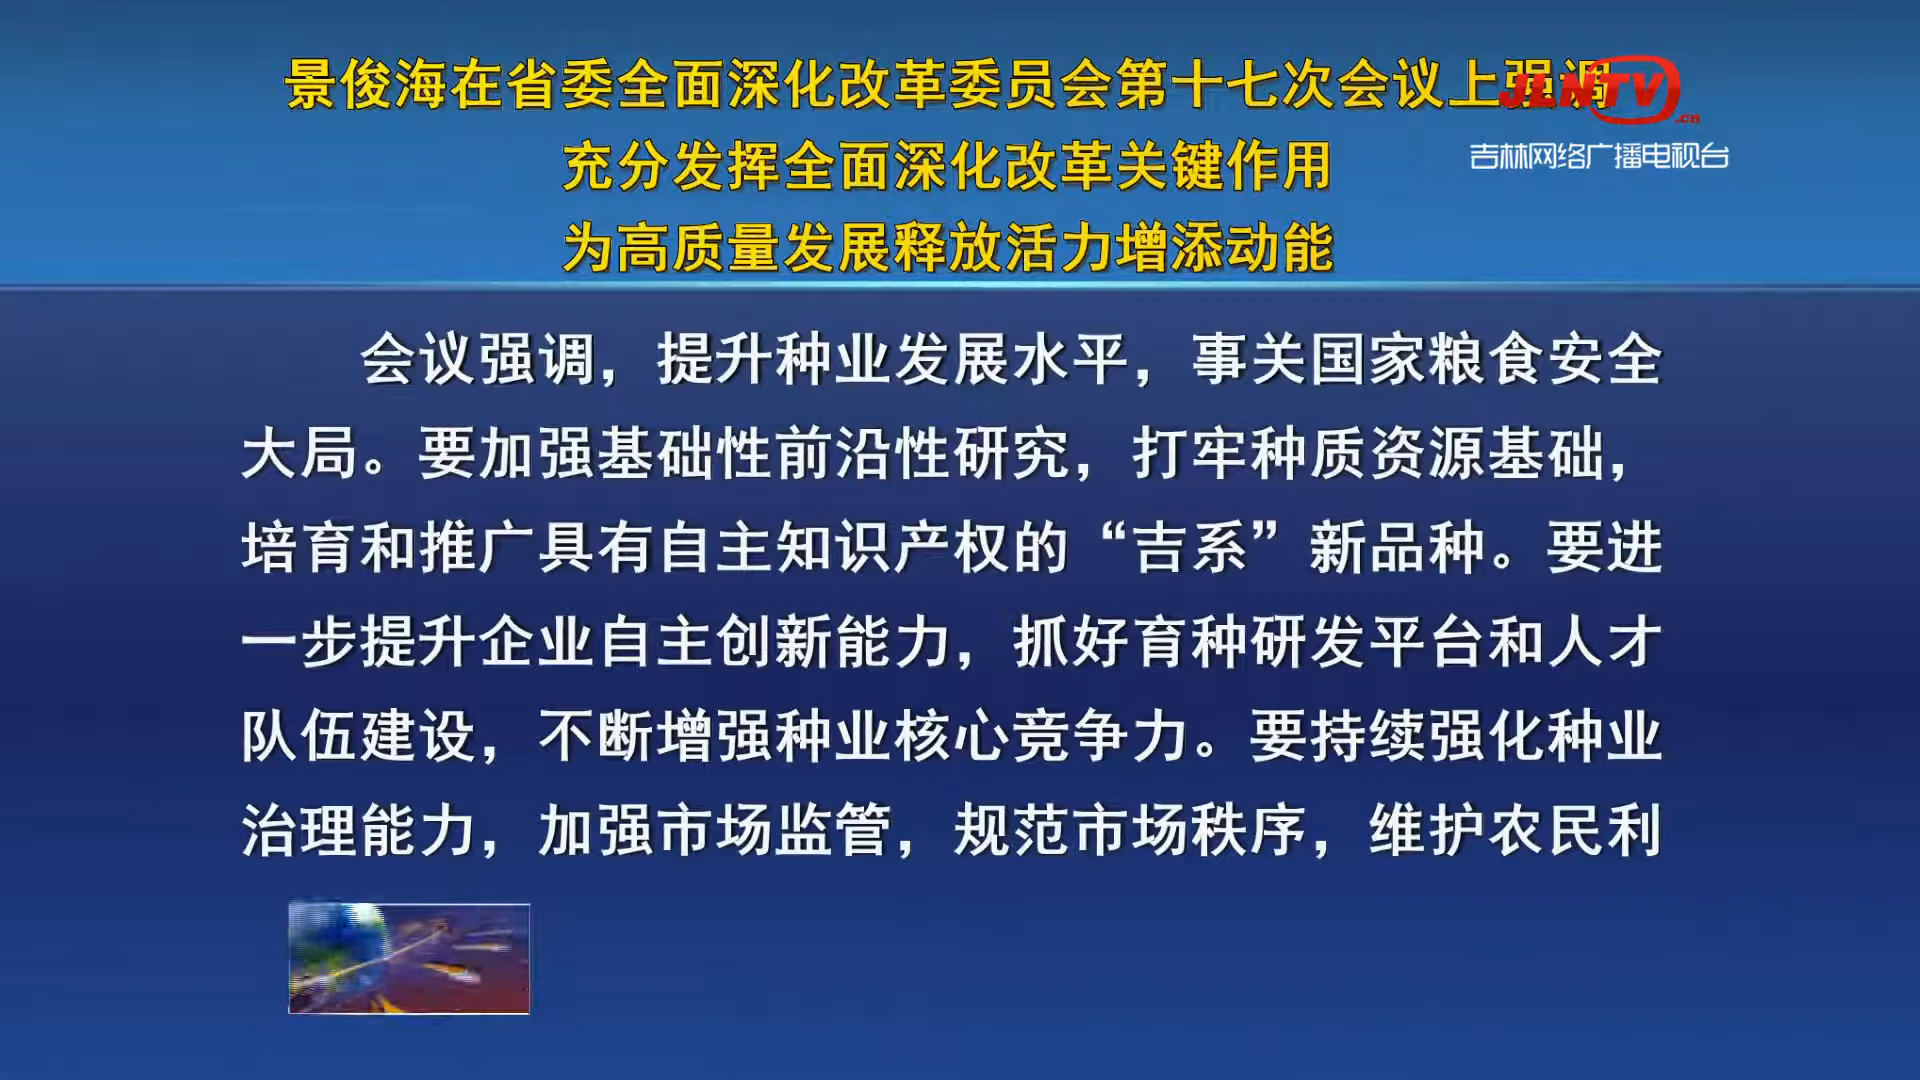 景俊海在省委全面深化改革委员会第十七次会议上强调
JLNTV.cn
充分发挥全面深化改革关键作用
吉林网络广播电视台
为高质量发展释放活力增添动能
会议强调，提升种业发展水平，事关国家粮食安全
大局。要加强基础性前沿性研究，打牢种质资源基础，
培育和推广具有自主知识产权的“吉系”新品种。要进
一步提升企业自主创新能力，抓好育种研发平台和人才
队伍建设，不断增强种业核心竞争力。要持续强化种业
治理能力，加强市场监管，规范市场秩序，维护农民利